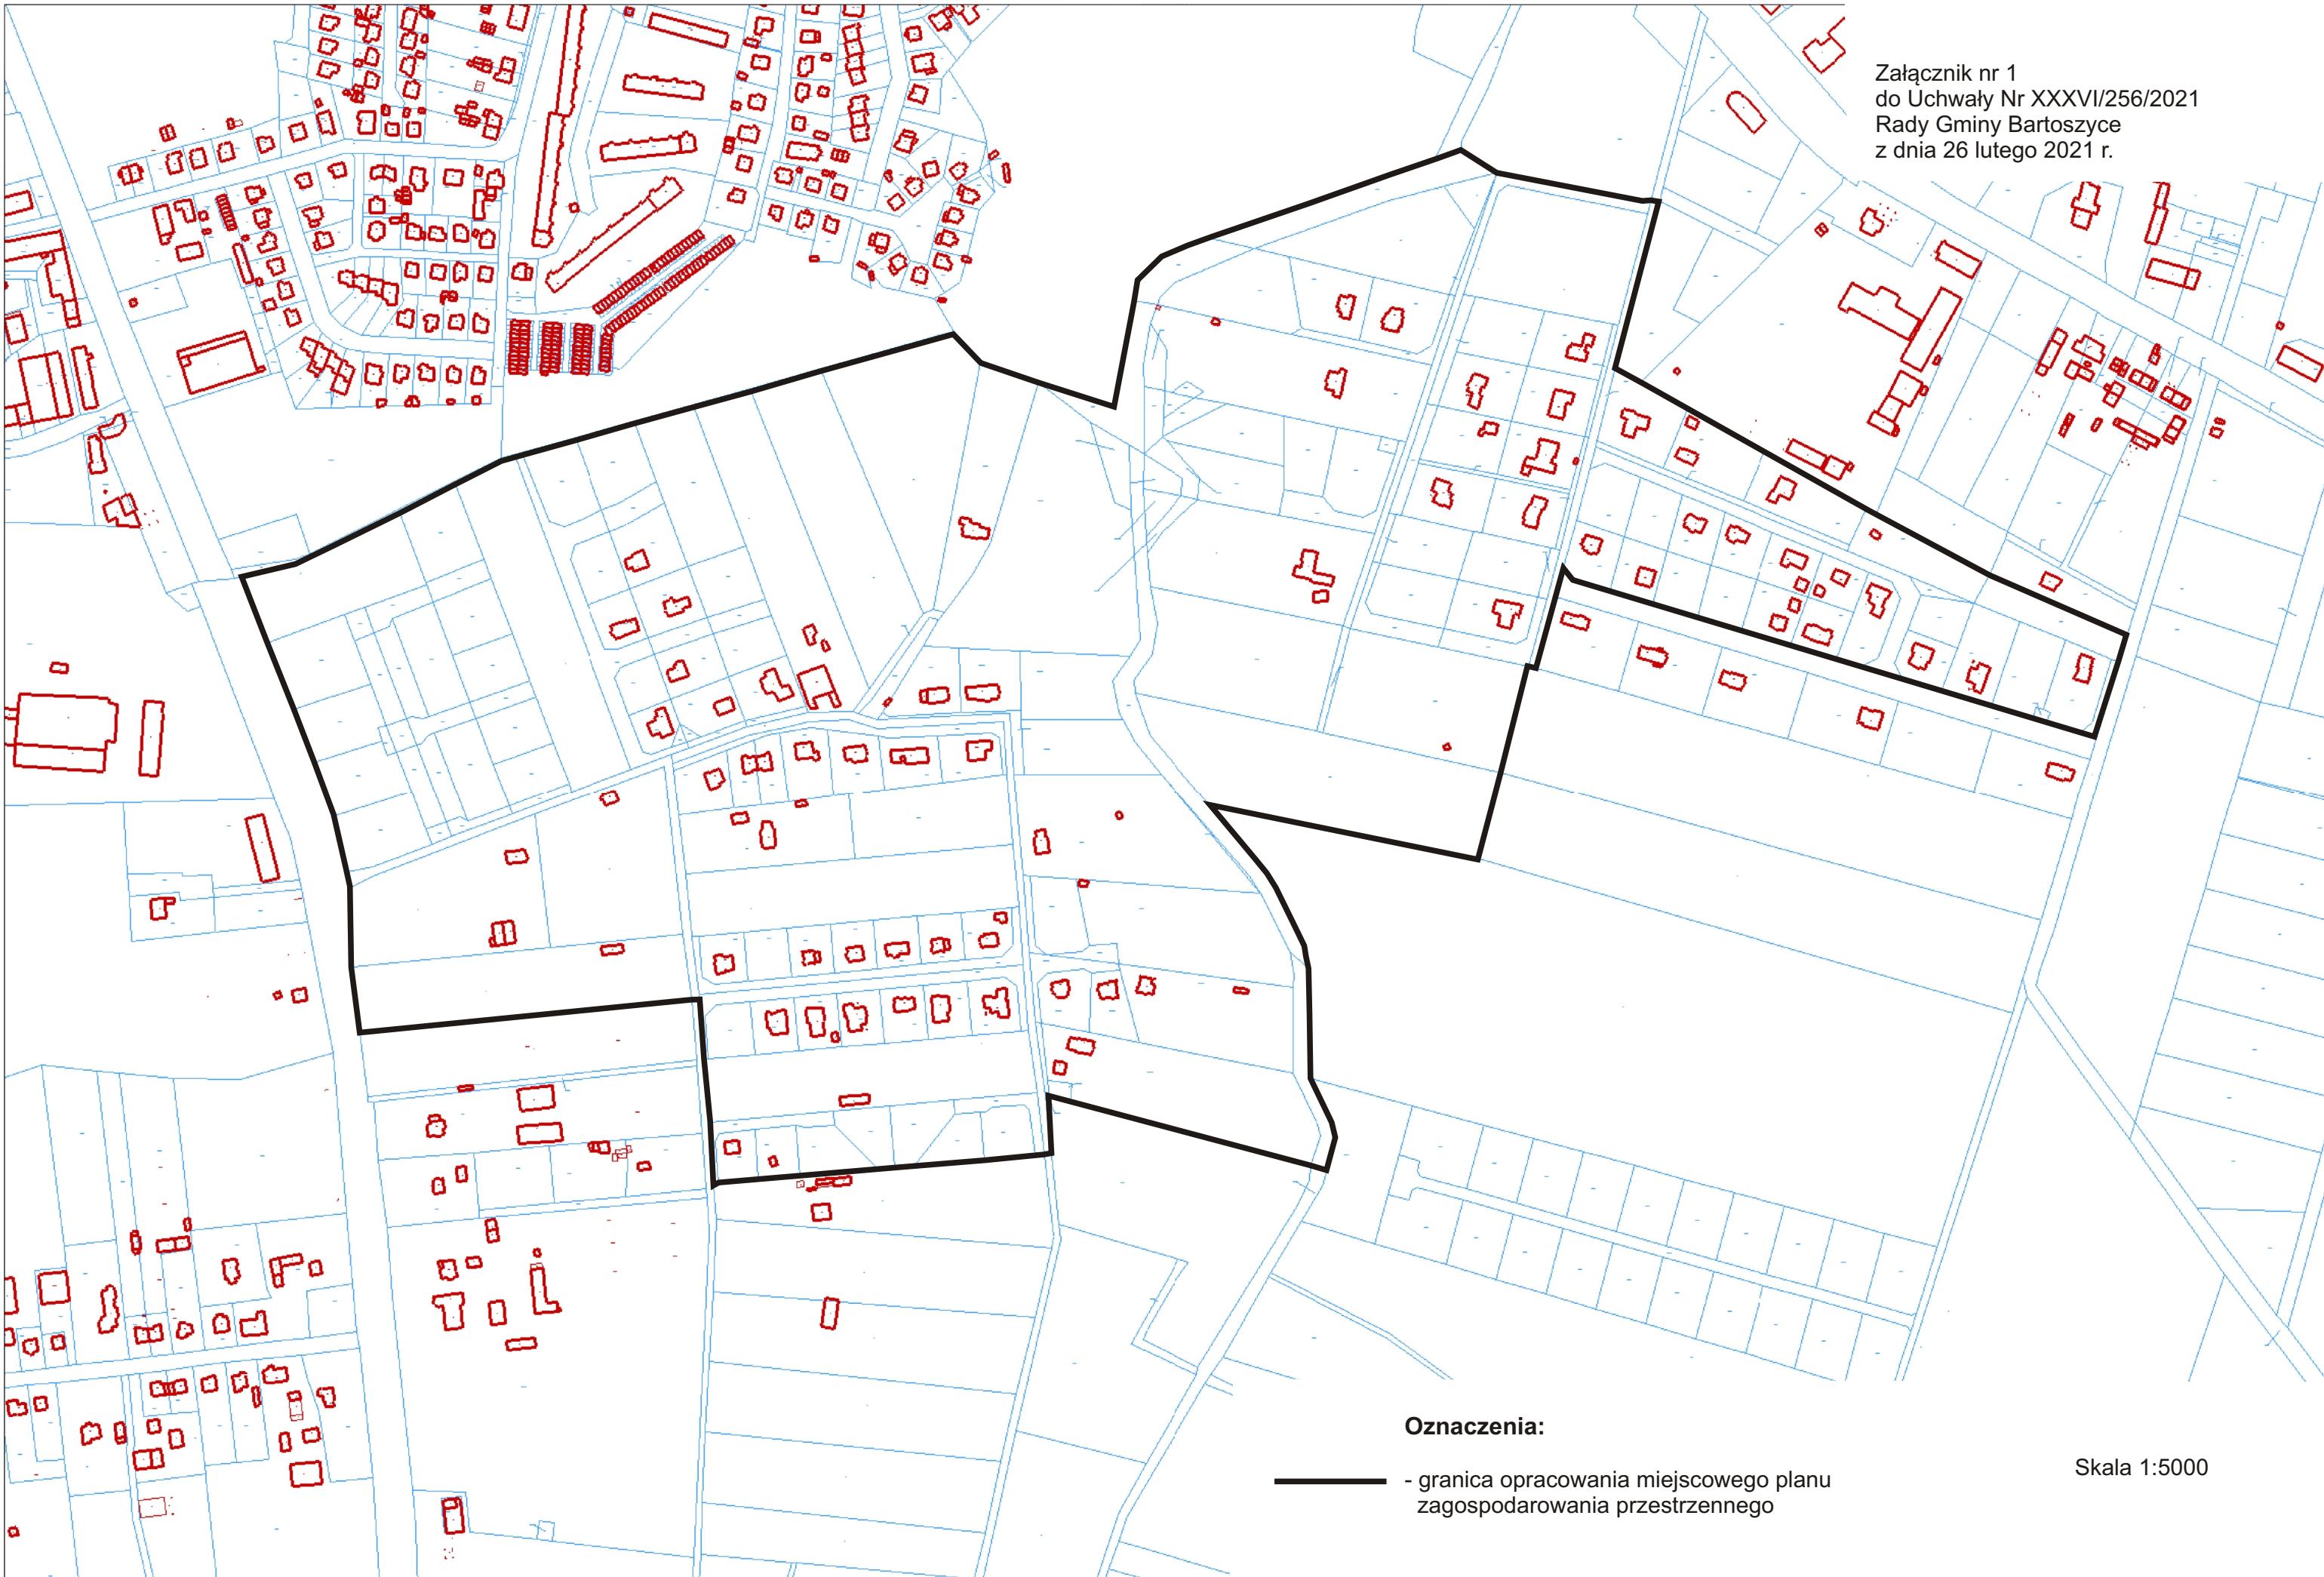 Załącznik nr 1
do Uchwały Nr XXXVI/256/2021
Rady Gminy Bartoszyce
z dnia 26 lutego 2021 r.
Oznaczenia:
- granica opracowania miejscowego planu
zagospodarowania przestrzennego
Skala 1:5000